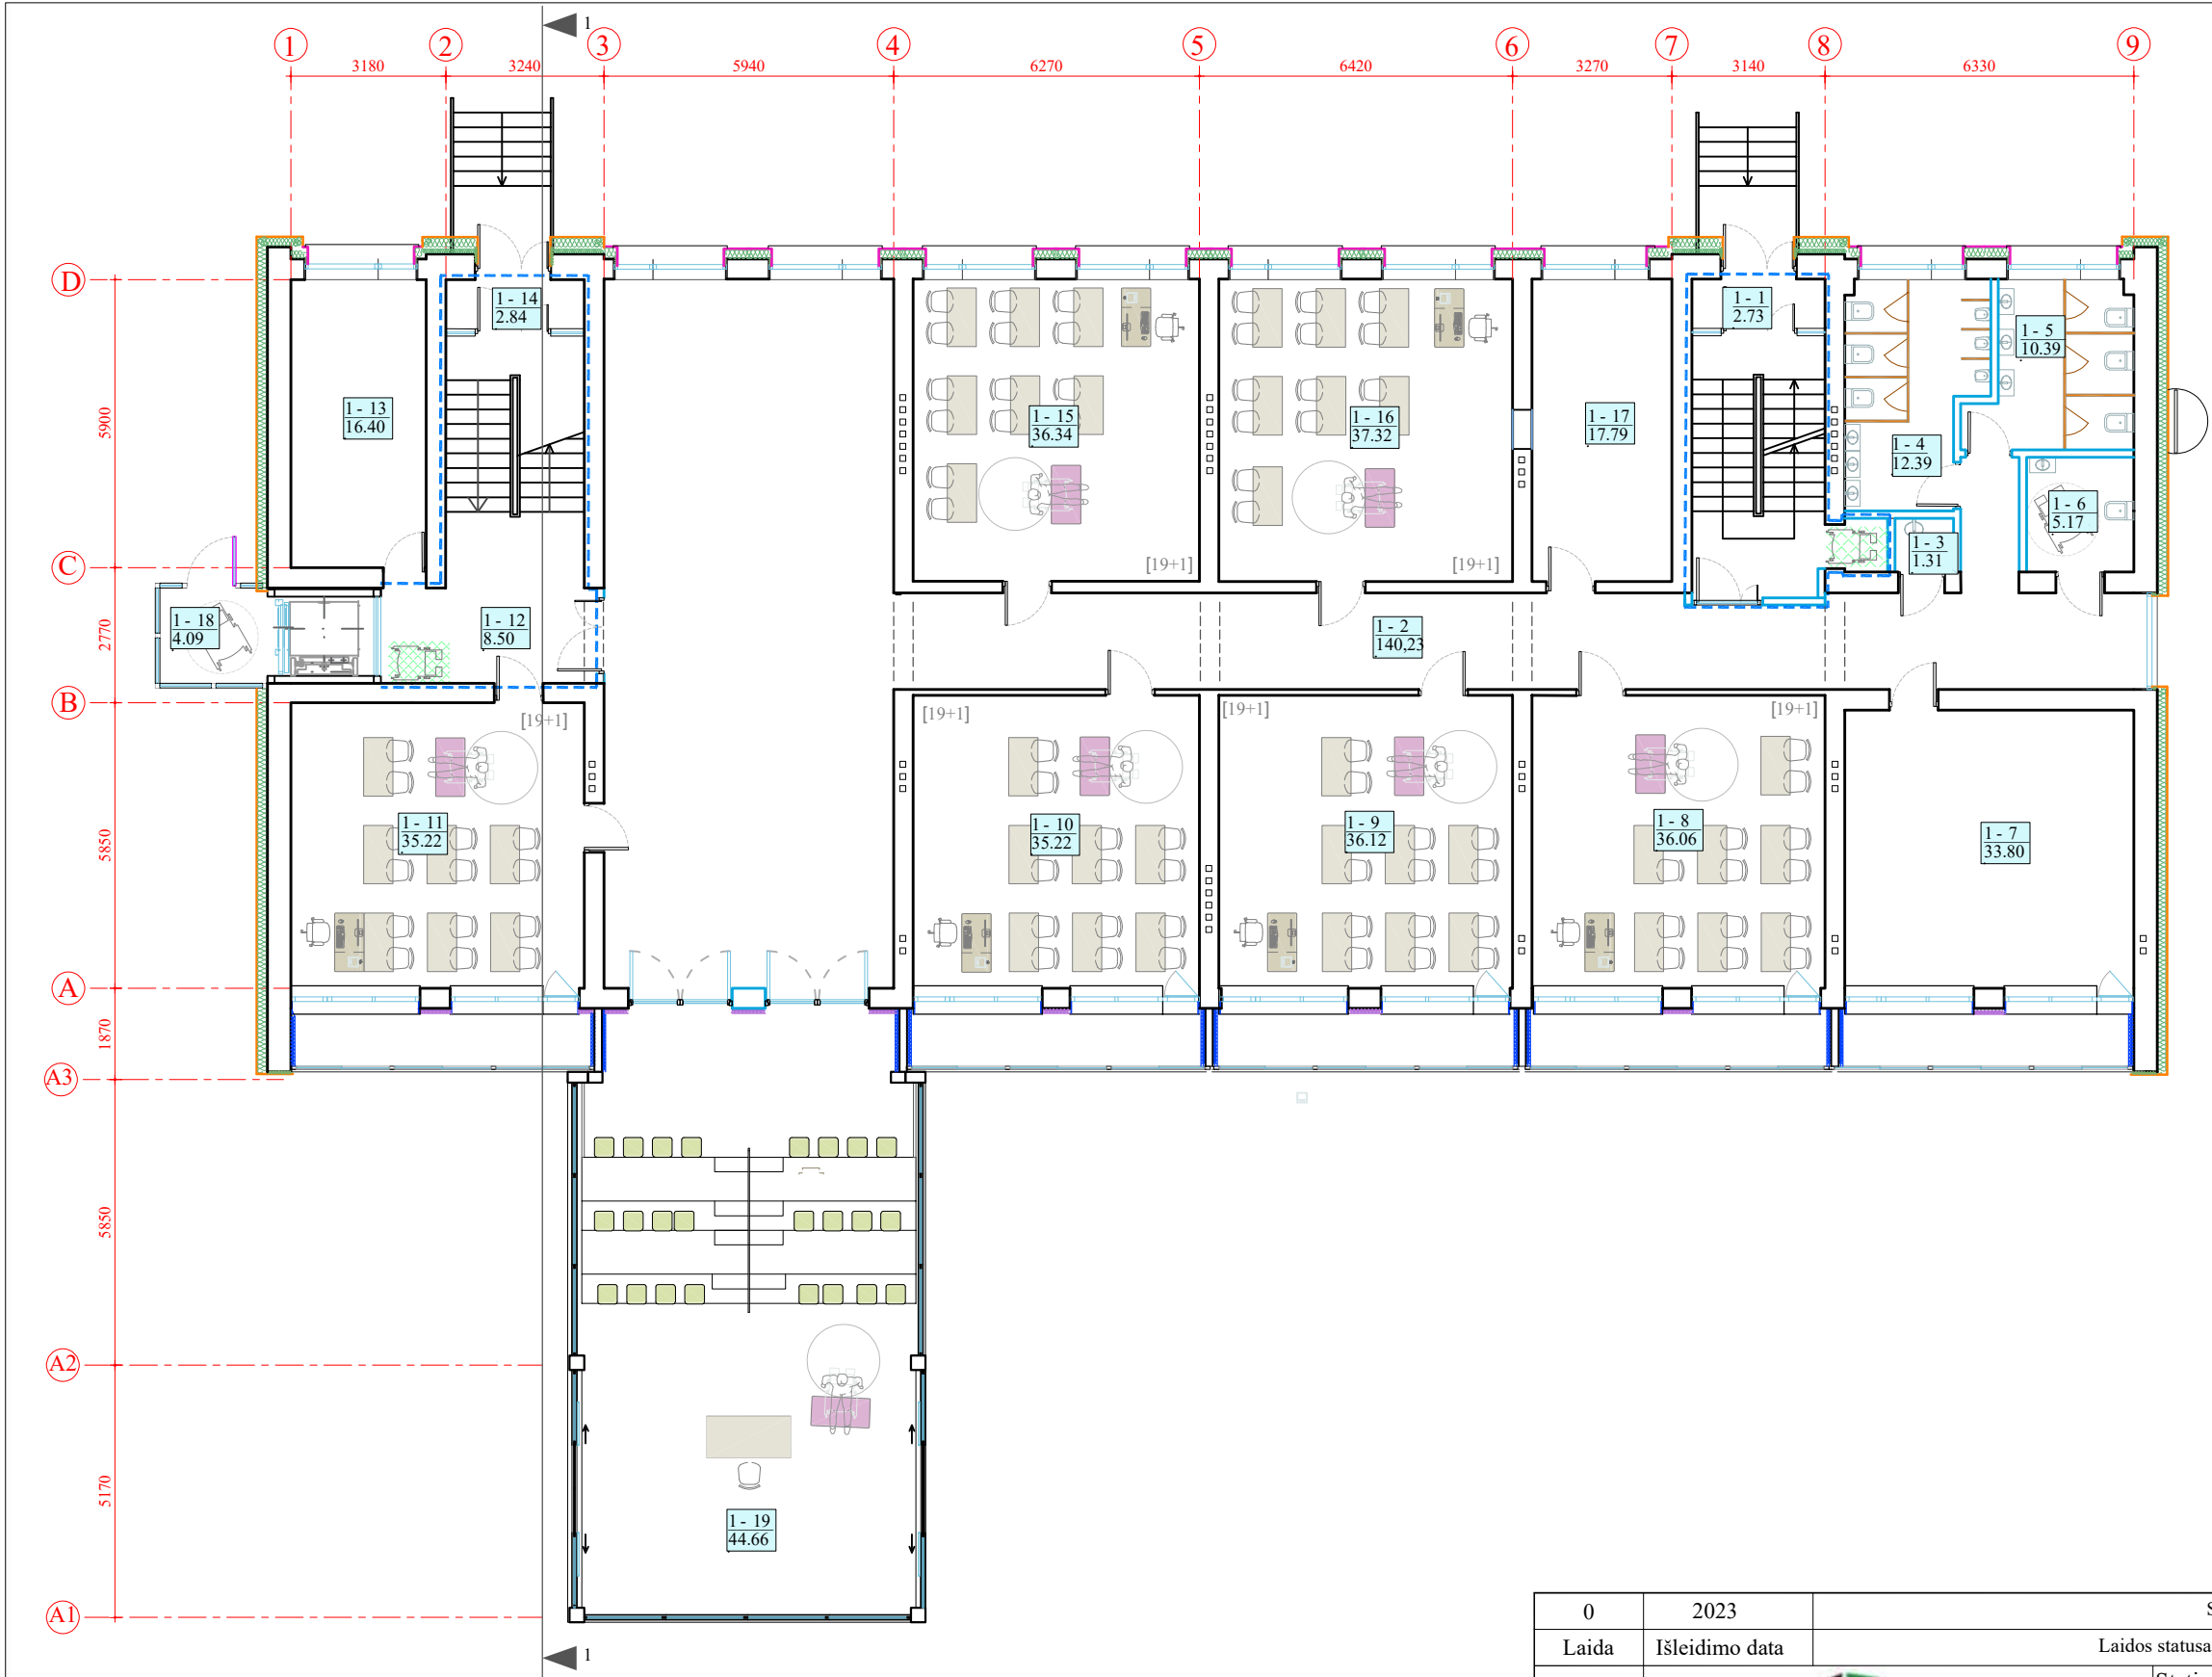 1
1 2 3 4 5 6 7 8 9
3180 3240 5940 6270 6420 3270 3140 6330
D
1 - 14
2.84
1 - 1
2.73
1 - 5
10.39
5900
1 - 13
16.40
1 - 15
36.34
1 - 16
37.32
1 - 17
17.79
1 - 4
12.39
1 - 6
5.17
1 - 3
1.31
[19+1] [19+1]
C
2770
1 - 18
4.09
1 - 12
8.50
1 - 2
140,23
B
[19+1] [19+1] [19+1] [19+1]
5850
1 - 11
35.22
1 - 10
35.22
1 - 9
36.12
1 - 8
36.06
1 - 7
33.80
A
1870
A3
5850
A2
5170
1 - 19
44.66
A1
1
0 2023
Laida Išleidimo data Laidos statusa